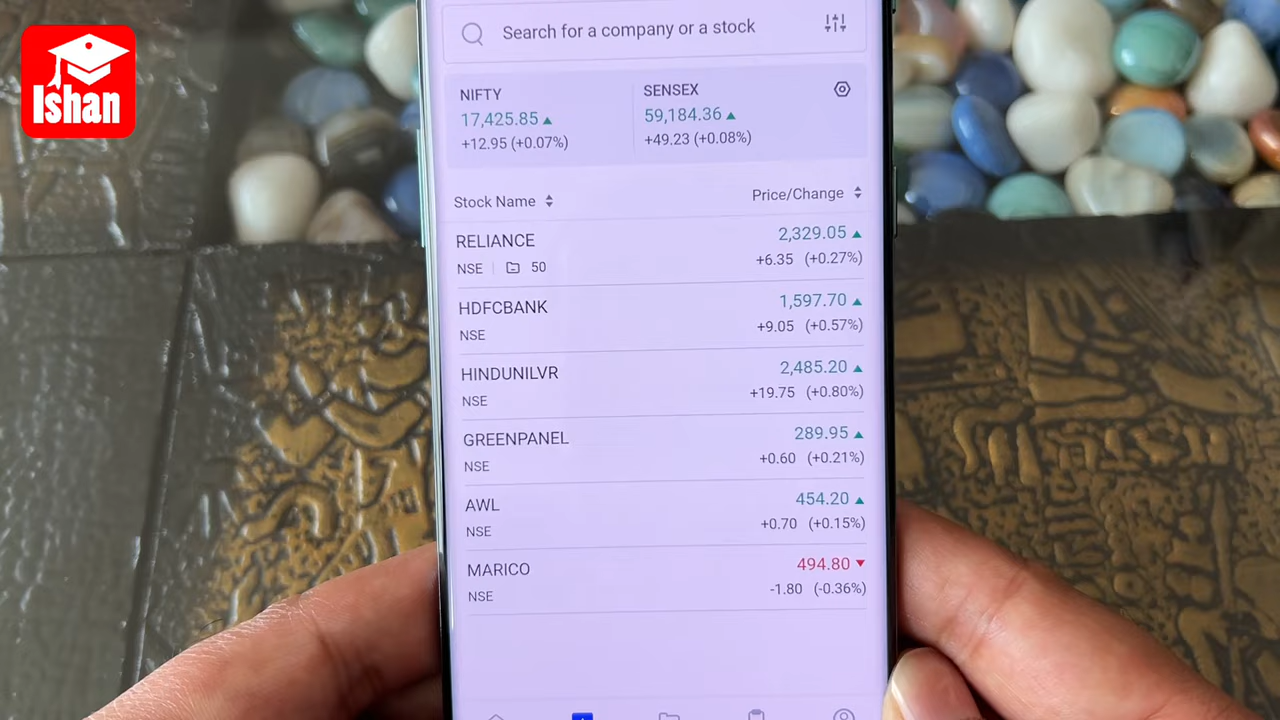 Ishan
Search for a company or a stock
NIFTY
17,425.85
+12.95 (+0.07%)
SENSEX
59,184.36
+49.23 (+0.08%)
Stock Name
Price/Change
RELIANCE
2,329.05
NSE 50
+6.35 (+0.27%)
HDFCBANK
1,597.70
NSE
+9.05 (+0.57%)
HINDUNILVR
2,485.20
NSE
+19.75 (+0.80%)
GREENPANEL
289.95
NSE
+0.60 (+0.21%)
AWL
454.20
NSE
+0.70 (+0.15%)
MARICO
494.80
NSE
-1.80 (-0.36%)